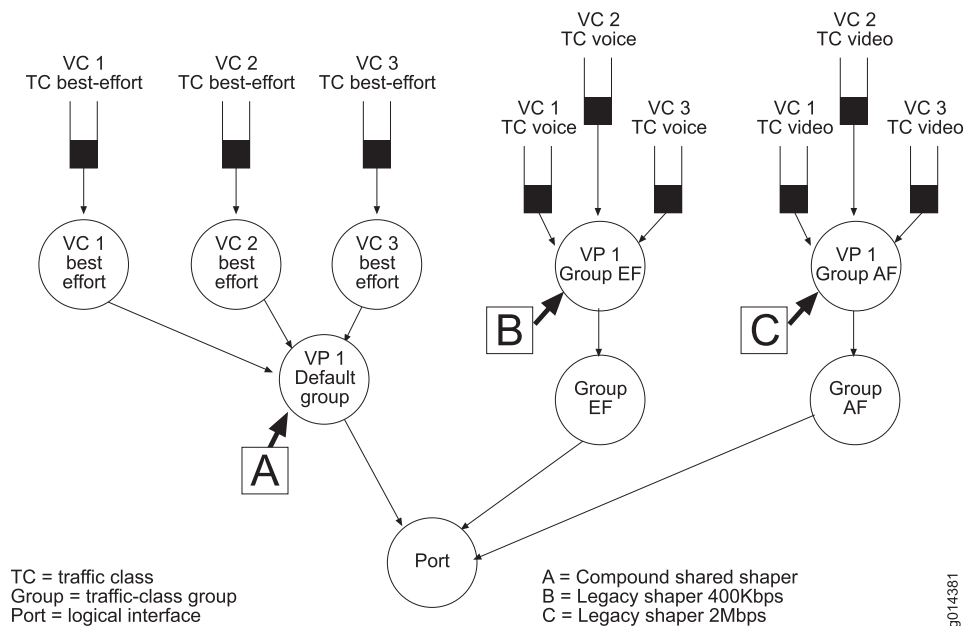 VC 1
TC best-effort
VC 2
TC best-effort
VC 3
TC best-effort
VC 2
TC voice
VC 1
TC voice
VC 3
TC voice
VC 2
TC video
VC 1
TC video
VC 3
TC video
VC 1
best
effort
VC 2
best
effort
VC 3
best
effort
VP 1
Group EF
VP 1
Group AF
B
C
VP 1
Default
group
Group
EF
Group
AF
A
Port
TC = traffic class
Group = traffic-class group
Port = logical interface
A = Compound shared shaper
B = Legacy shaper 400Kbps
C = Legacy shaper 2Mbps
g014381